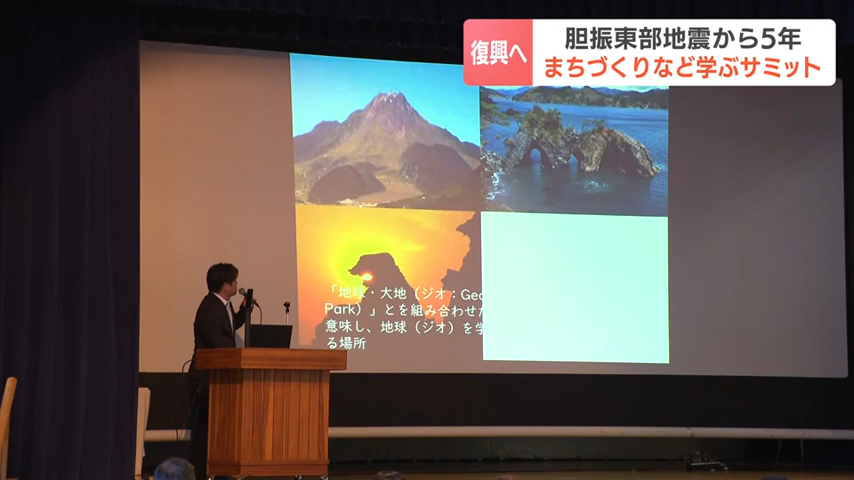 復興へ
胆振東部地震から5年
まちづくりなど学ぶサミット
「地球・大地（ジオ：Geo
Park）」とを組み合わせた
意味し、地球（ジオ）を学
る場所